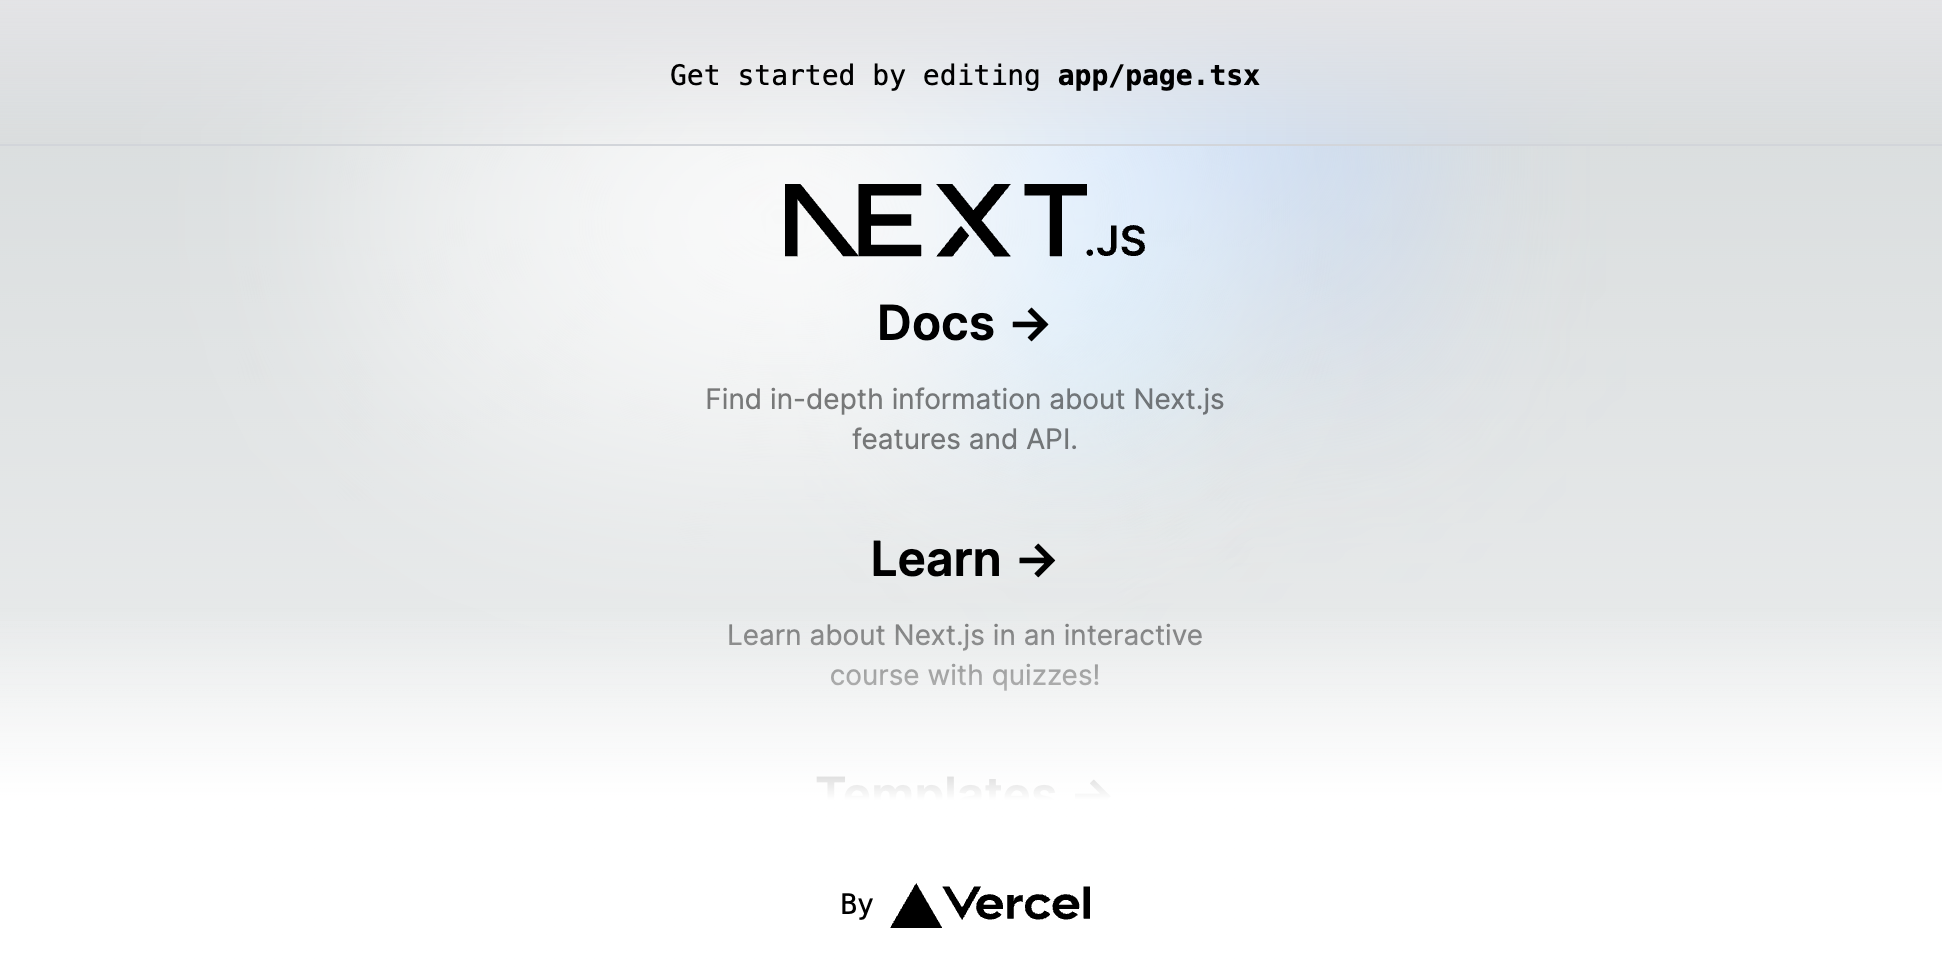 Get started by editing app/page.tsx
NEXT.JS
Docs →
Find in-depth information about Next.js
features and API.
Learn →
Learn about Next.js in an interactive
course with quizzes!
Templates →
By Vercel